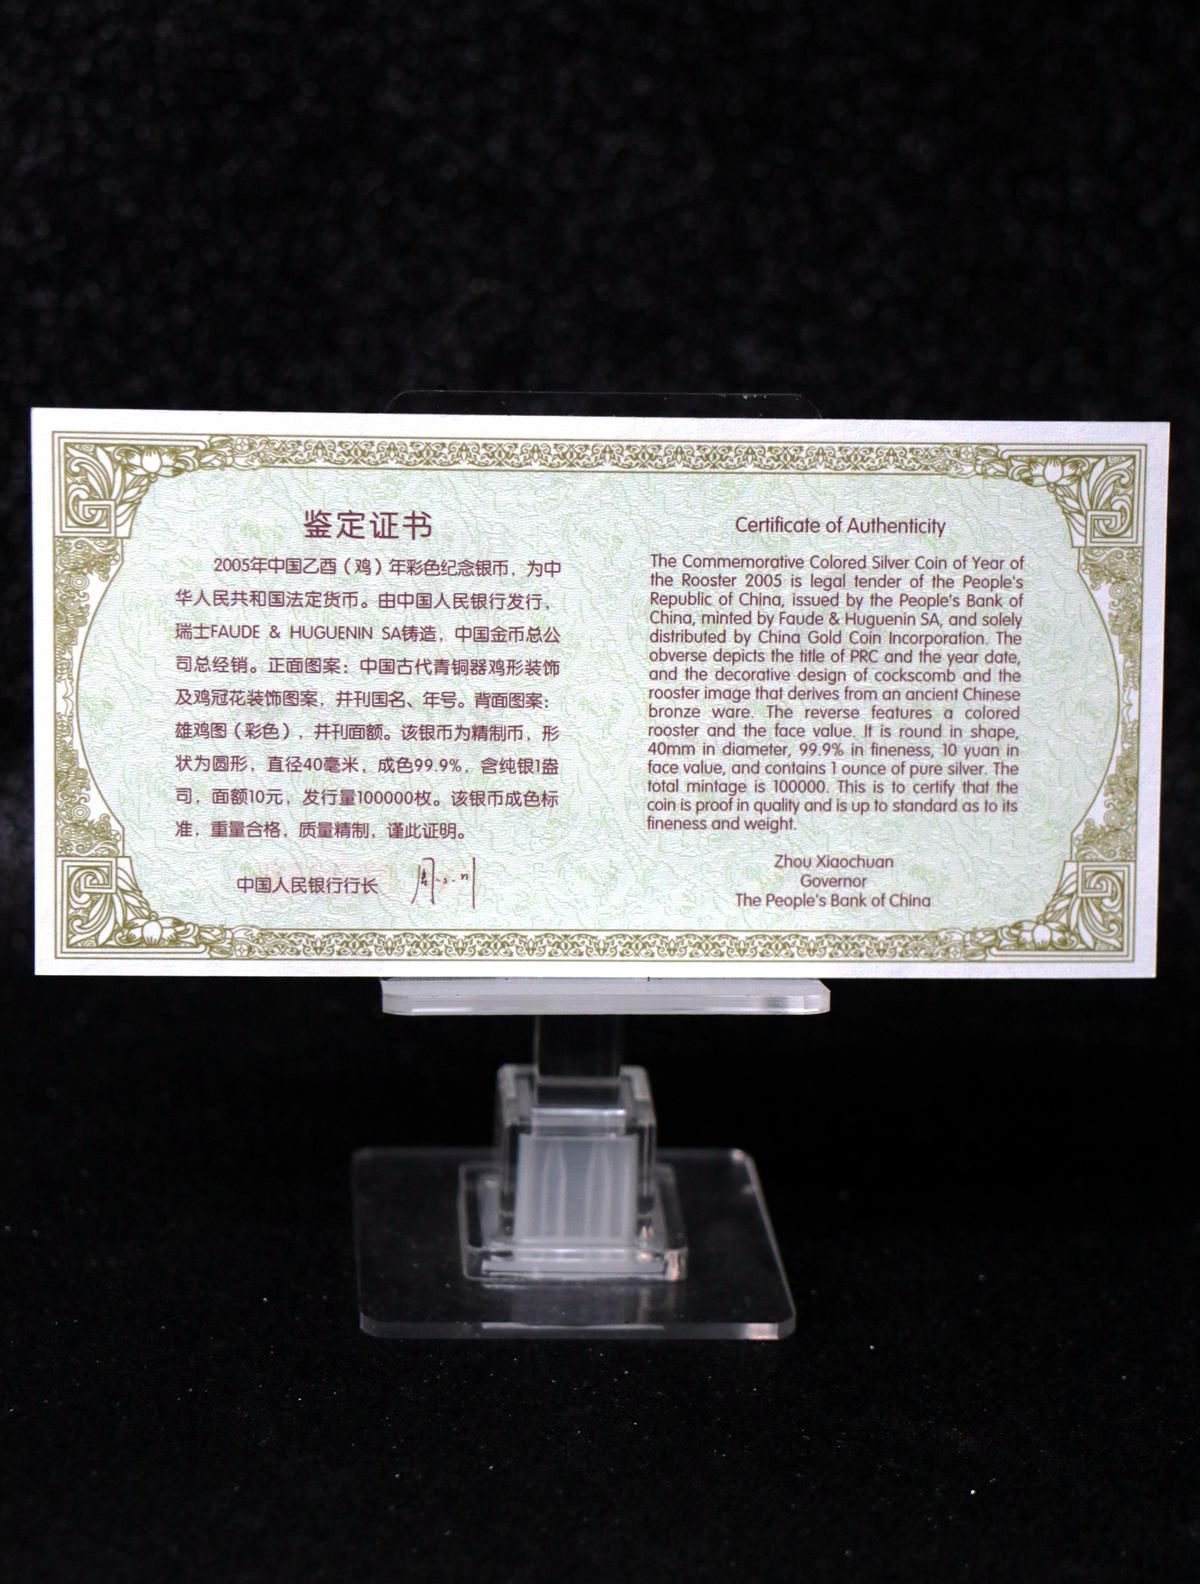 鉴定证书
2005年中国乙酉（鸡）年彩色纪念银币，为中
华人民共和国法定货币。由中国人民银行发行，
瑞士FAUDE & HUGUENIN SA铸造，中国金币总公
司总经销。正面图案：中国古代青铜器鸡形装饰
及鸡冠花装饰图案，并刊国名、年号。背面图案：
雄鸡图（彩色），并刊面额。该银币为精制币，形
状为圆形，直径40毫米，成色99.9%，含纯银1盎
司，面额10元，发行量100000枚。该银币成色标
准，重量合格，质量精制，谨此证明。
中国人民银行行长
Certificate of Authenticity
The Commemorative Colored Silver Coin of Year of
the Rooster 2005 is legal tender of the People's
Republic of China, issued by the People's Bank of
China, minted by Faude & Huguenin SA, and solely
distributed by China Gold Coin Incorporation. The
obverse depicts the title of PRC and the year date,
and the decorative design of cockscomb and the
rooster image that derives from an ancient Chinese
bronze ware. The reverse features a colored
rooster and the face value. It is round in shape,
40mm in diameter, 99.9% in fineness, 10 yuan in
face value, and contains 1 ounce of pure silver. The
total mintage is 100000. This is to certify that the
coin is proof in quality and is up to standard as to its
fineness and weight.
Zhou Xiaochuan
Governor
The People's Bank of China